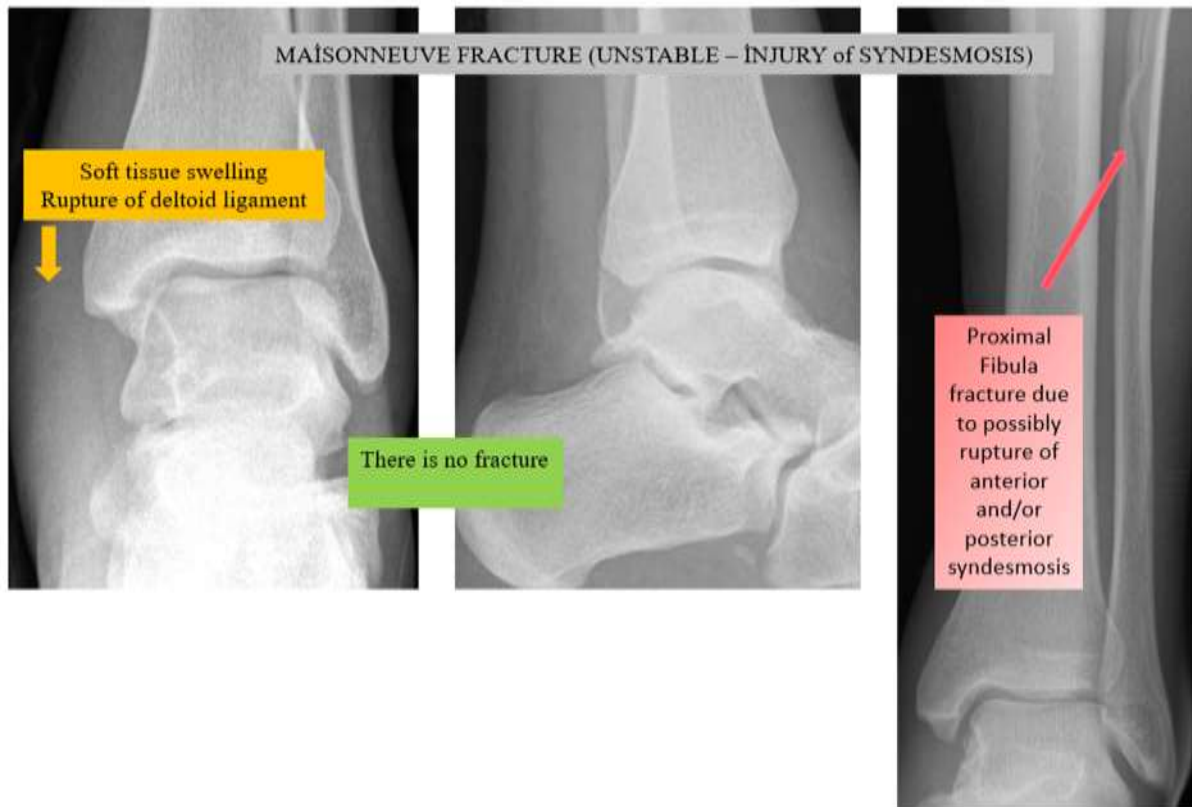 MAİSONNEUVE FRACTURE (UNSTABLE – İNJURY of SYNDESMOSIS)
Soft tissue swelling
Rupture of deltoid ligament
There is no fracture
Proximal
Fibula
fracture due
to possibly
rupture of
anterior
and/or
posterior
syndesmosis